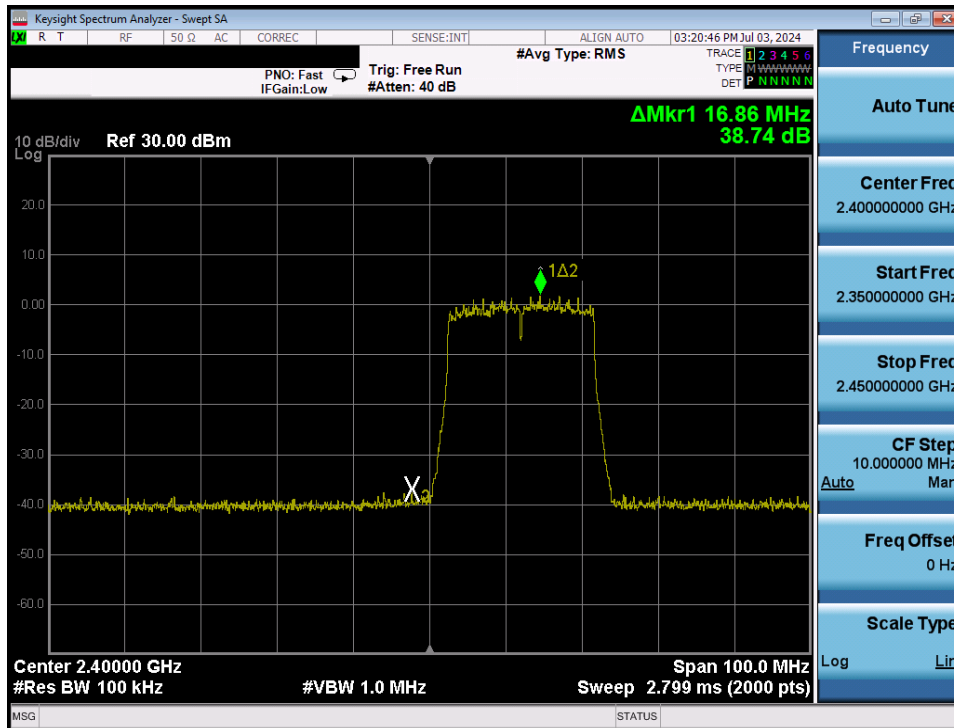 Keysight Spectrum Analyzer - Swept SA
LXI R T RF 50 Ω AC CORREC SENSE:INT ALIGN AUTO 03:20:46 PM Jul 03, 2024
#Avg Type: RMS TRACE 1 2 3 4 5 6
PNO: Fast Trig: Free Run TYPE M WWWWWW
IFGain:Low #Atten: 40 dB DET P N N N N N
Frequency
ΔMkr1 16.86 MHz
10 dB/div Ref 30.00 dBm 38.74 dB
Log
20.0
10.0
1Δ2
0.00
-10.0
-20.0
-30.0
-40.0
-50.0
-60.0
Center 2.40000 GHz Span 100.0 MHz
#Res BW 100 kHz #VBW 1.0 MHz Sweep 2.799 ms (2000 pts)
MSG STATUS
Auto Tune
Center Freq
2.400000000 GHz
Start Freq
2.350000000 GHz
Stop Freq
2.450000000 GHz
CF Step
10.000000 MHz
Auto Man
Freq Offset
0 Hz
Scale Type
Log Lin